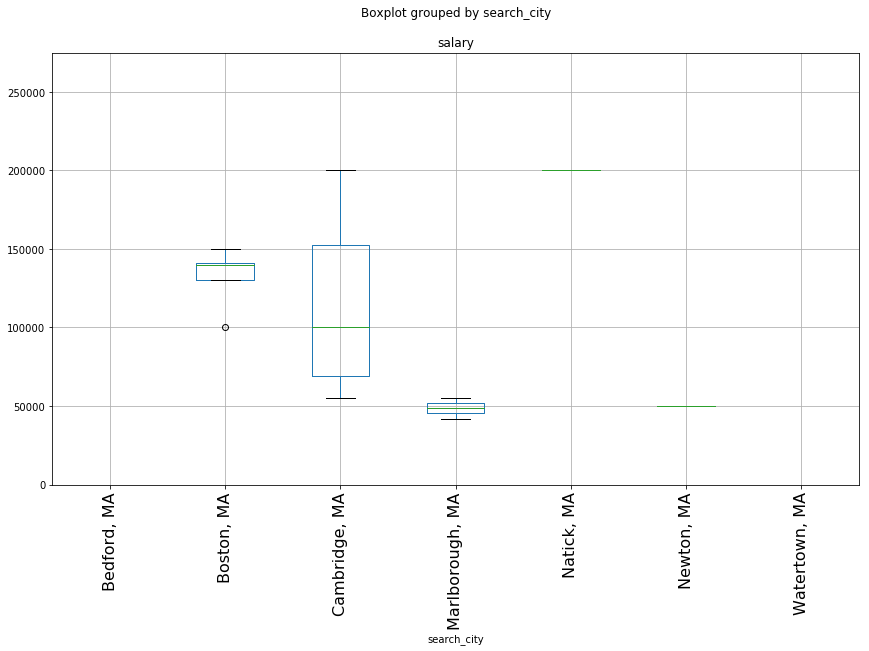 Boxplot grouped by search_city
salary
250000
200000
150000
100000
50000
0
Bedford, MA
Boston, MA
Cambridge, MA
Marlborough, MA
Natick, MA
Newton, MA
Watertown, MA
search_city